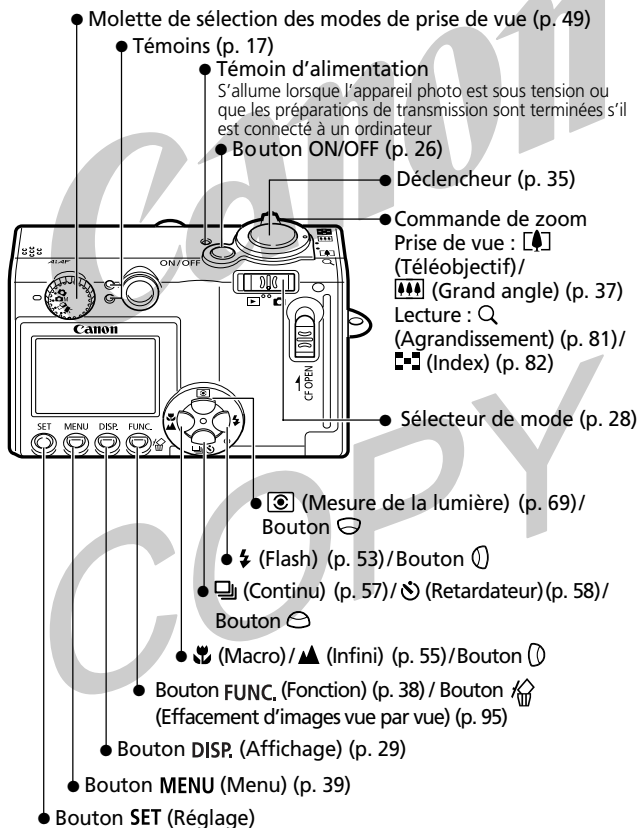 Molette de sélection des modes de prise de vue (p. 49)
Témoins (p. 17)
Témoin d'alimentation
S'allume lorsque l'appareil photo est sous tension ou
que les préparations de transmission sont terminées s'il
est connecté à un ordinateur
Bouton ON/OFF (p. 26)
Déclencheur (p. 35)
Commande de zoom
Prise de vue :
(Téléobjectif)/
(Grand angle) (p. 37)
Lecture :
(Agrandissement) (p. 81)/
(Index) (p. 82)
Sélecteur de mode (p. 28)
A/L AF
ON/OFF
Canon
CF OPEN
SET MENU DISP. FUNC.
(Mesure de la lumière) (p. 69)/
Bouton
(Flash) (p. 53)/Bouton
(Continu) (p. 57)/ (Retardateur)(p. 58)/
Bouton
(Macro)/ (Infini) (p. 55)/Bouton
Bouton FUNC. (Fonction) (p. 38) / Bouton
(Effacement d'images vue par vue) (p. 95)
Bouton DISP. (Affichage) (p. 29)
Bouton MENU (Menu) (p. 39)
Bouton SET (Réglage)
Canon
COPY